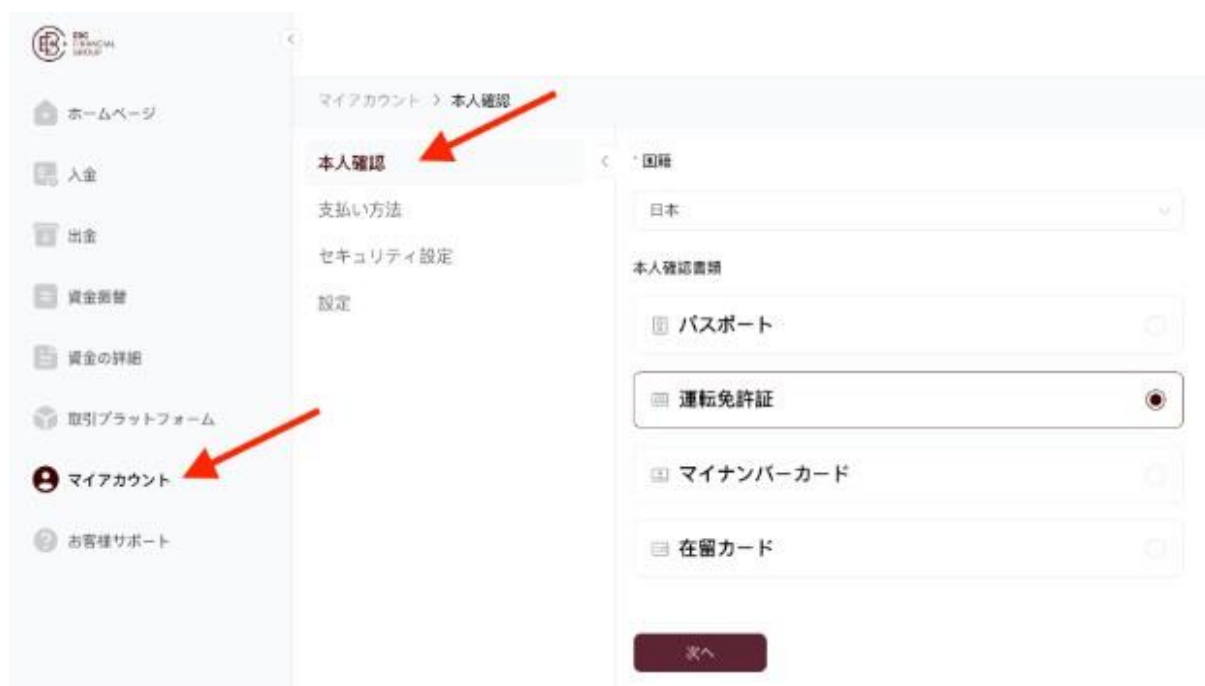 EBC
FINANCIAL
GROUP
ホームページ
入金
出金
資金振替
資金の詳細
取引プラットフォーム
マイアカウント
お客様サポート
マイアカウント > 本人確認
本人確認
支払い方法
セキュリティ設定
設定
* 国籍
日本
本人確認書類
パスポート
運転免許証
マイナンバーカード
在留カード
次へ